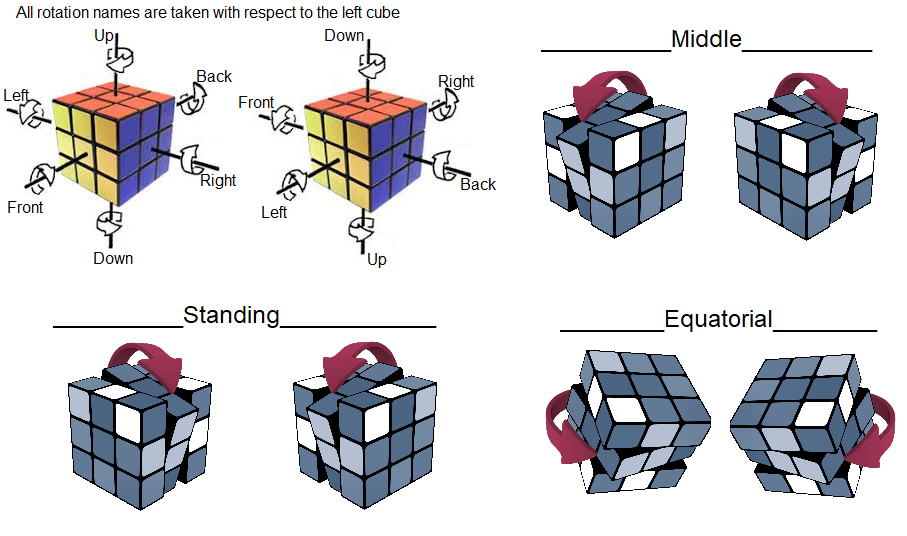 All rotation names are taken with respect to the left cube
Up
Down
Back
Right
Left
Front
Right
Back
Front
Left
Down
Up
__________Middle__________
__________Standing____________
________Equatorial________